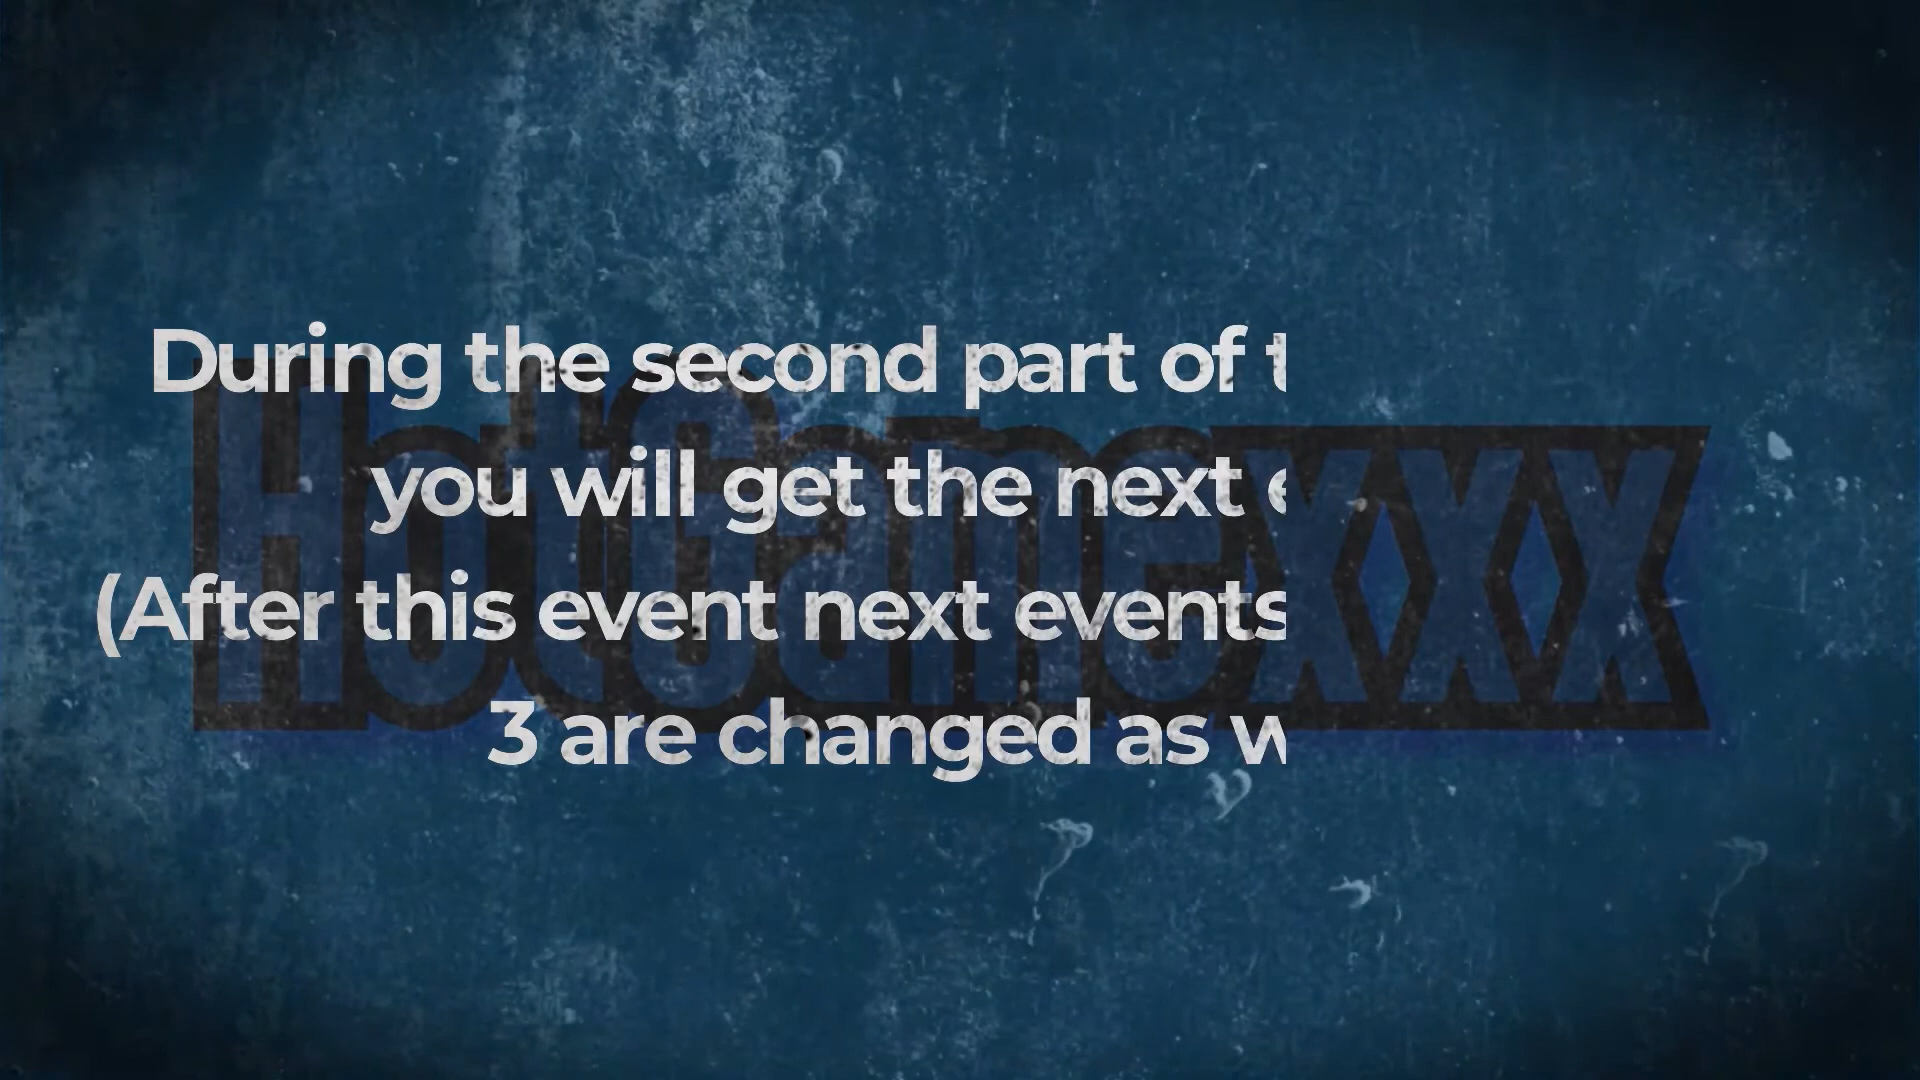 During the second part of
you will get the next
(After this event next events
3 are changed as
HotGamexxx